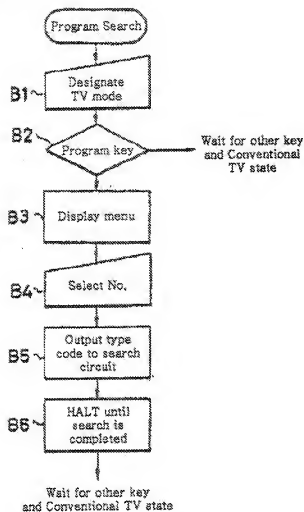 Program Search
B1
Designate
TV mode
B2
Program key
Wait for other key
and Conventional
TV state
B3
Display menu
B4
Select No.
B5
Output type
code to search
circuit
B6
HALT until
search is
completed
Wait for other key
and Conventional TV state